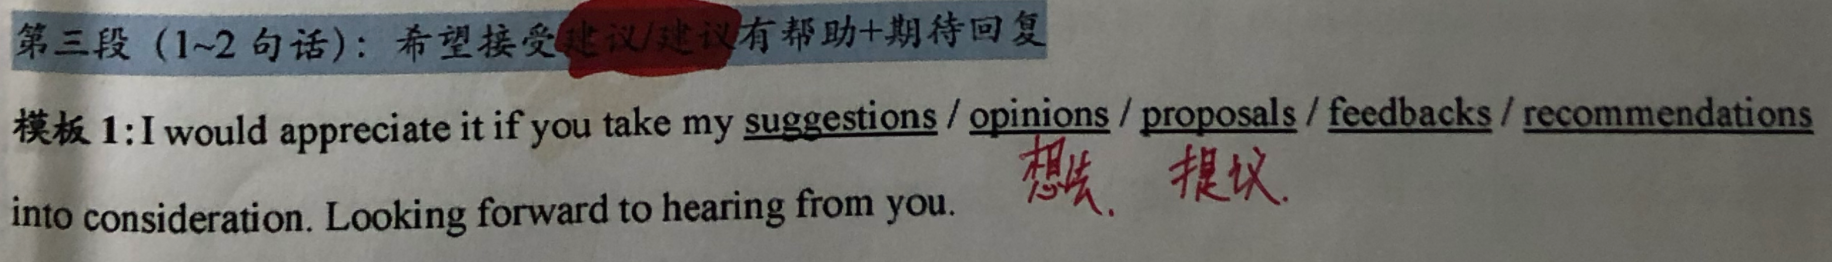 第三段（1~2 句话）：希望接受建议/建议有帮助+期待回复
模板 1:I would appreciate it if you take my suggestions / opinions / proposals / feedbacks / recommendations
想法. 提议.
into consideration. Looking forward to hearing from you.